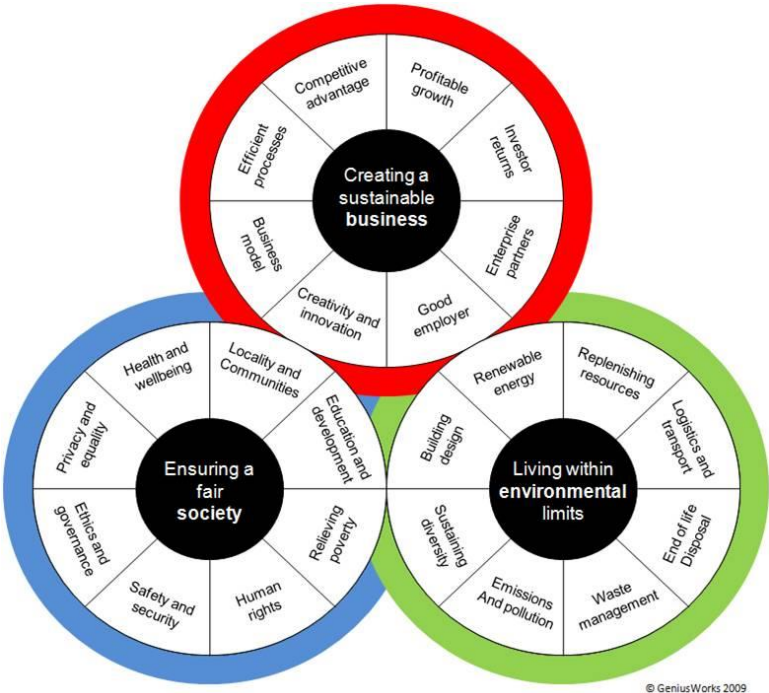 Competitive
advantage
Profitable
growth
Investor
returns
Enterprise
partners
Good
employer
Creativity and
innovation
Business
model
Efficient
processes
Creating a
sustainable
business
Health and
wellbeing
Locality and
Communities
Education and
development
Relieving
poverty
Human
rights
Safety and
security
Ethics and
governance
Privacy and
equality
Ensuring a
fair
society
Renewable
energy
Replenishing
resources
Logistics and
transport
End of life
Disposal
Waste
management
Emissions
And pollution
Sustaining
diversity
Building
design
Living within
environmental
limits
© GeniusWorks 2009